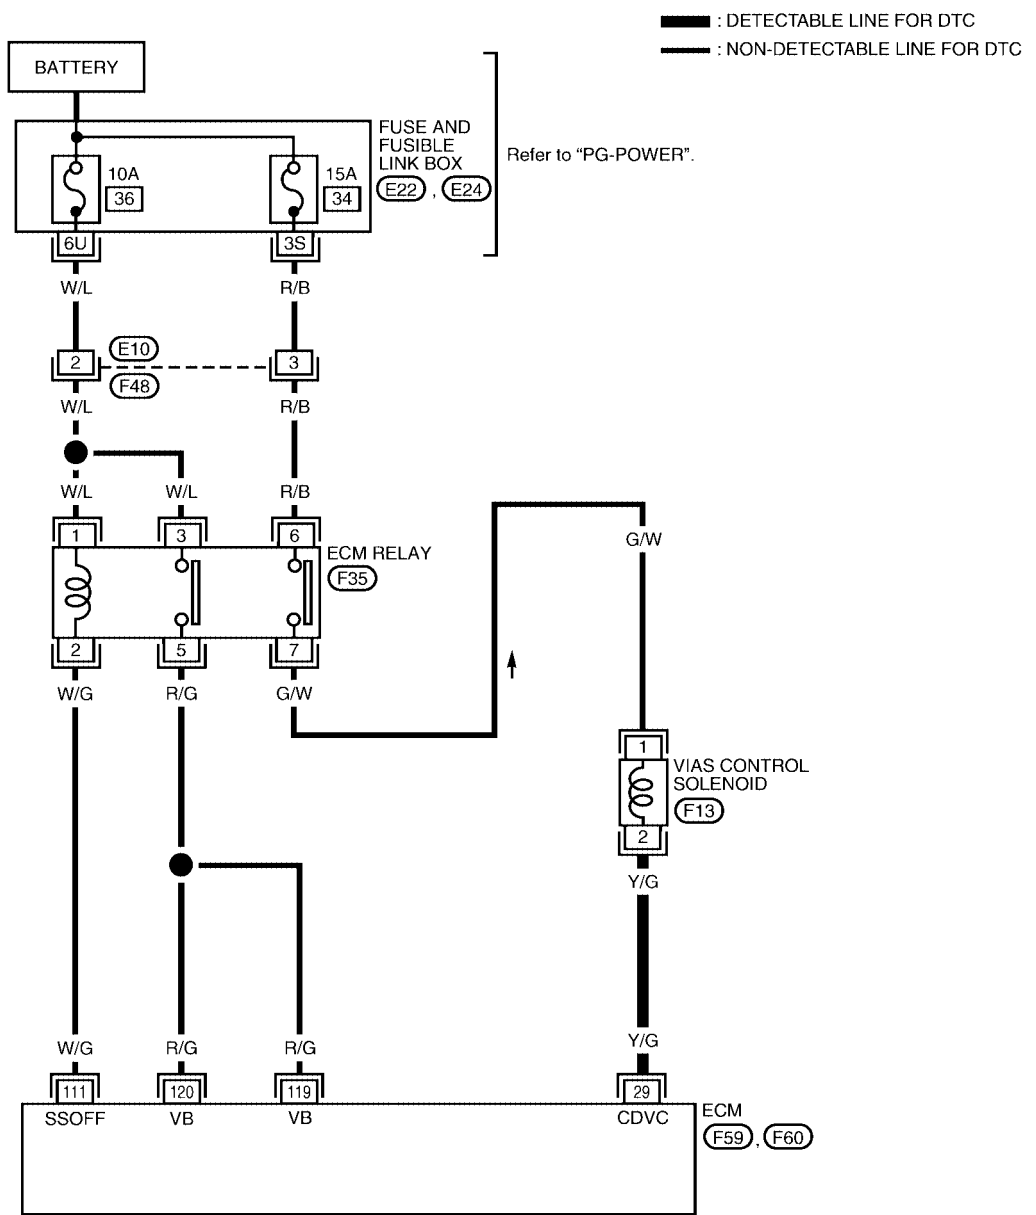 : DETECTABLE LINE FOR DTC
: NON-DETECTABLE LINE FOR DTC
BATTERY
FUSE AND
FUSIBLE
LINK BOX
E22 , E24
Refer to “PG-POWER”.
10A
36
15A
34
6U
3S
W/L
R/B
2
E10
3
F48
W/L
R/B
W/L
W/L
R/B
1
3
6
ECM RELAY
F35
G/W
2
5
7
W/G
R/G
G/W
1
VIAS CONTROL
SOLENOID
F13
2
Y/G
Y/G
W/G
R/G
R/G
111
120
119
29
SSOFF
VB
VB
CDVC
ECM
F59 , F60